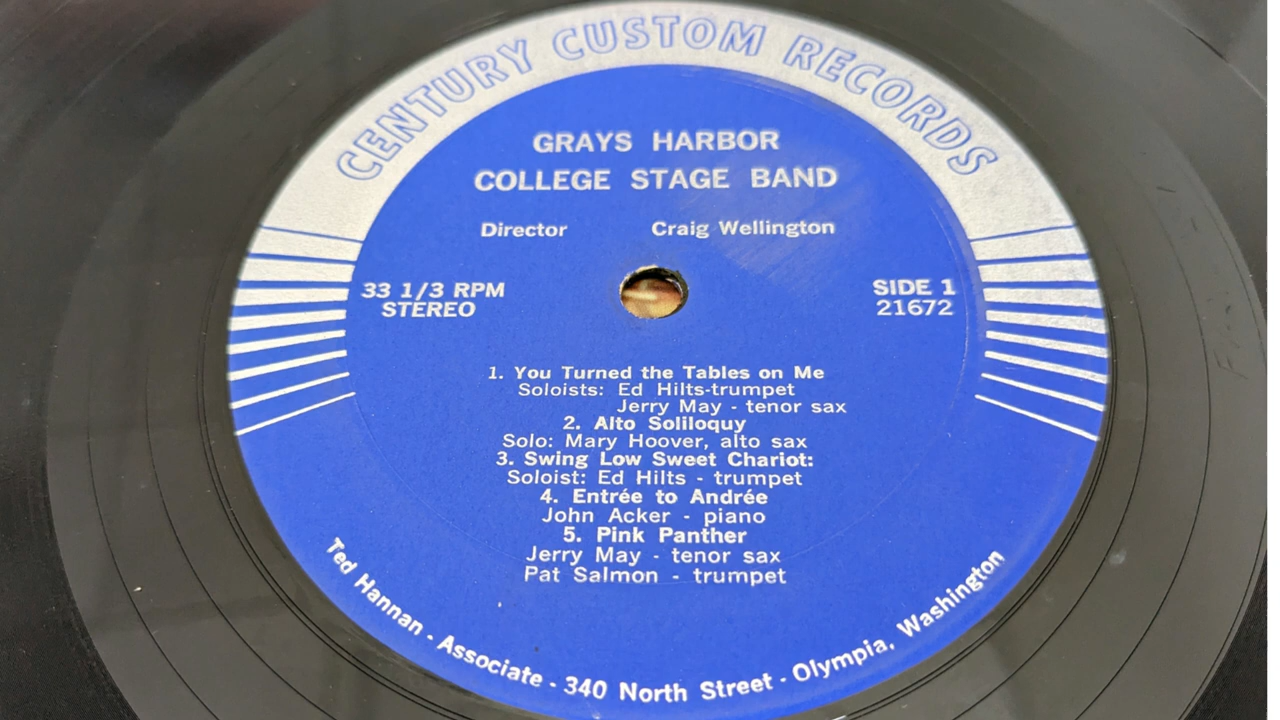 CENTURY CUSTOM RECORDS
GRAYS HARBOR
COLLEGE STAGE BAND
Director Craig Wellington
33 1/3 RPM
STEREO
SIDE 1
21672
1. You Turned the Tables on Me
Soloists: Ed Hilts-trumpet
Jerry May - tenor sax
2. Alto Soliloquy
Solo: Mary Hoover, alto sax
3. Swing Low Sweet Chariot:
Soloist: Ed Hilts - trumpet
4. Entrée to Andrée
John Acker - piano
5. Pink Panther
Jerry May - tenor sax
Pat Salmon - trumpet
Ted Hannan - Associate - 340 North Street - Olympia, Washington